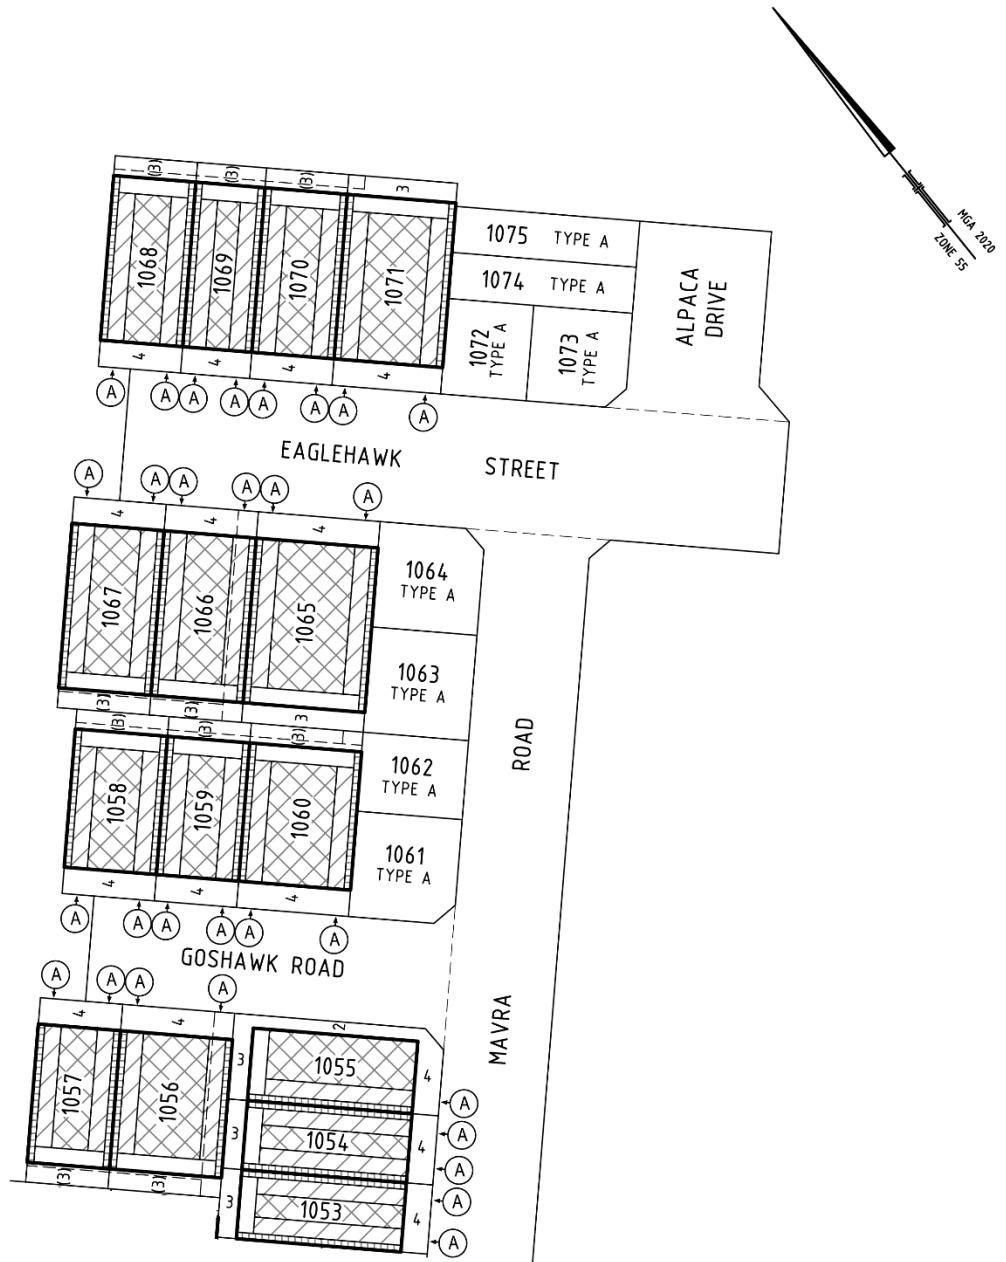 MGA 2020
ZONE 55
(3)
(3)
(3)
3
1068
1069
1070
1071
1075 TYPE A
1074 TYPE A
1072
TYPE A
1073
TYPE A
ALPACA
DRIVE
4
4
4
4
A
A
A
A
A
A
A
A
EAGLEHAWK STREET
A
A
A
A
A
A
4
4
4
1067
1066
1065
1064
TYPE A
1063
TYPE A
(3)
(3)
3
(3)
(3)
(3)
1058
1059
1060
1062
TYPE A
1061
TYPE A
4
4
4
A
A
A
A
A
A
GOSHAWK ROAD
MAVRA ROAD
A
A
A
A
4
4
2
1057
1056
3
1055
4
A
3
1054
4
A
A
3
1053
4
A
A
(3)
(3)